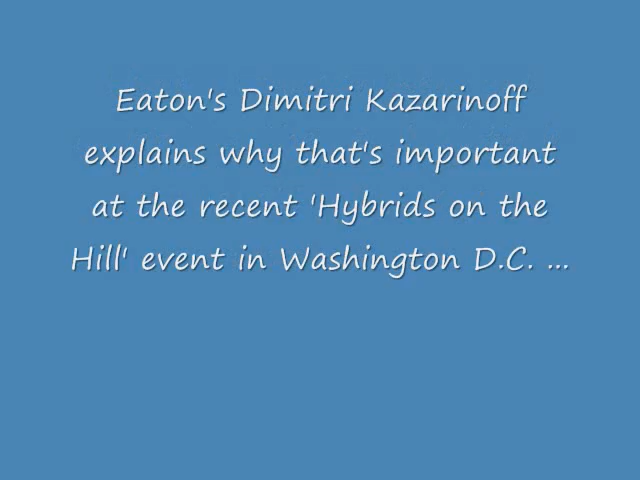 Eaton's Dimitri Kazarinoff
explains why that's important
at the recent 'Hybrids on the
Hill' event in Washington D.C. ...